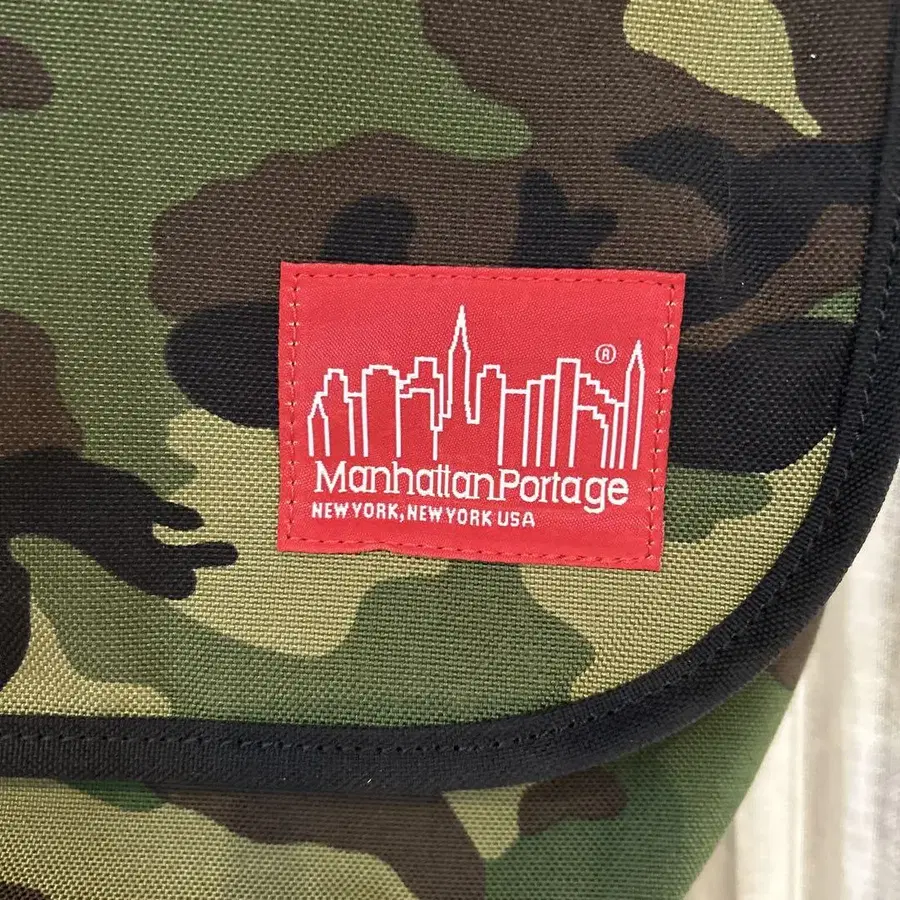 ®
ManhattanPortage
NEW YORK, NEW YORK USA